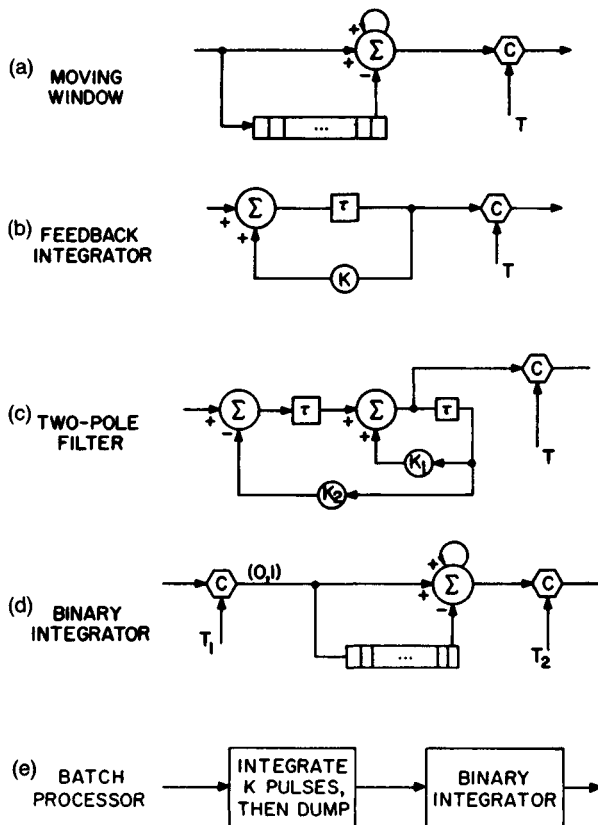 (a) MOVING
WINDOW
+
+
Σ
−
...
C
T
(b) FEEDBACK
INTEGRATOR
+
+
Σ
τ
K
C
T
(c) TWO-POLE
FILTER
+
−
Σ
τ
+
+
Σ
τ
K1
K2
C
T
(d) BINARY
INTEGRATOR
C
T1
(0,1)
+
+
Σ
−
...
C
T2
(e) BATCH
PROCESSOR
INTEGRATE
K PULSES,
THEN DUMP
BINARY
INTEGRATOR